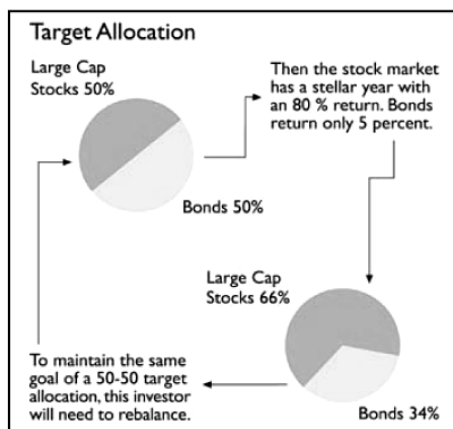 Target Allocation
Large Cap
Stocks 50%
Then the stock market
has a stellar year with
an 80 % return. Bonds
return only 5 percent.
Bonds 50%
Large Cap
Stocks 66%
To maintain the same
goal of a 50-50 target
allocation, this investor
will need to rebalance.
Bonds 34%